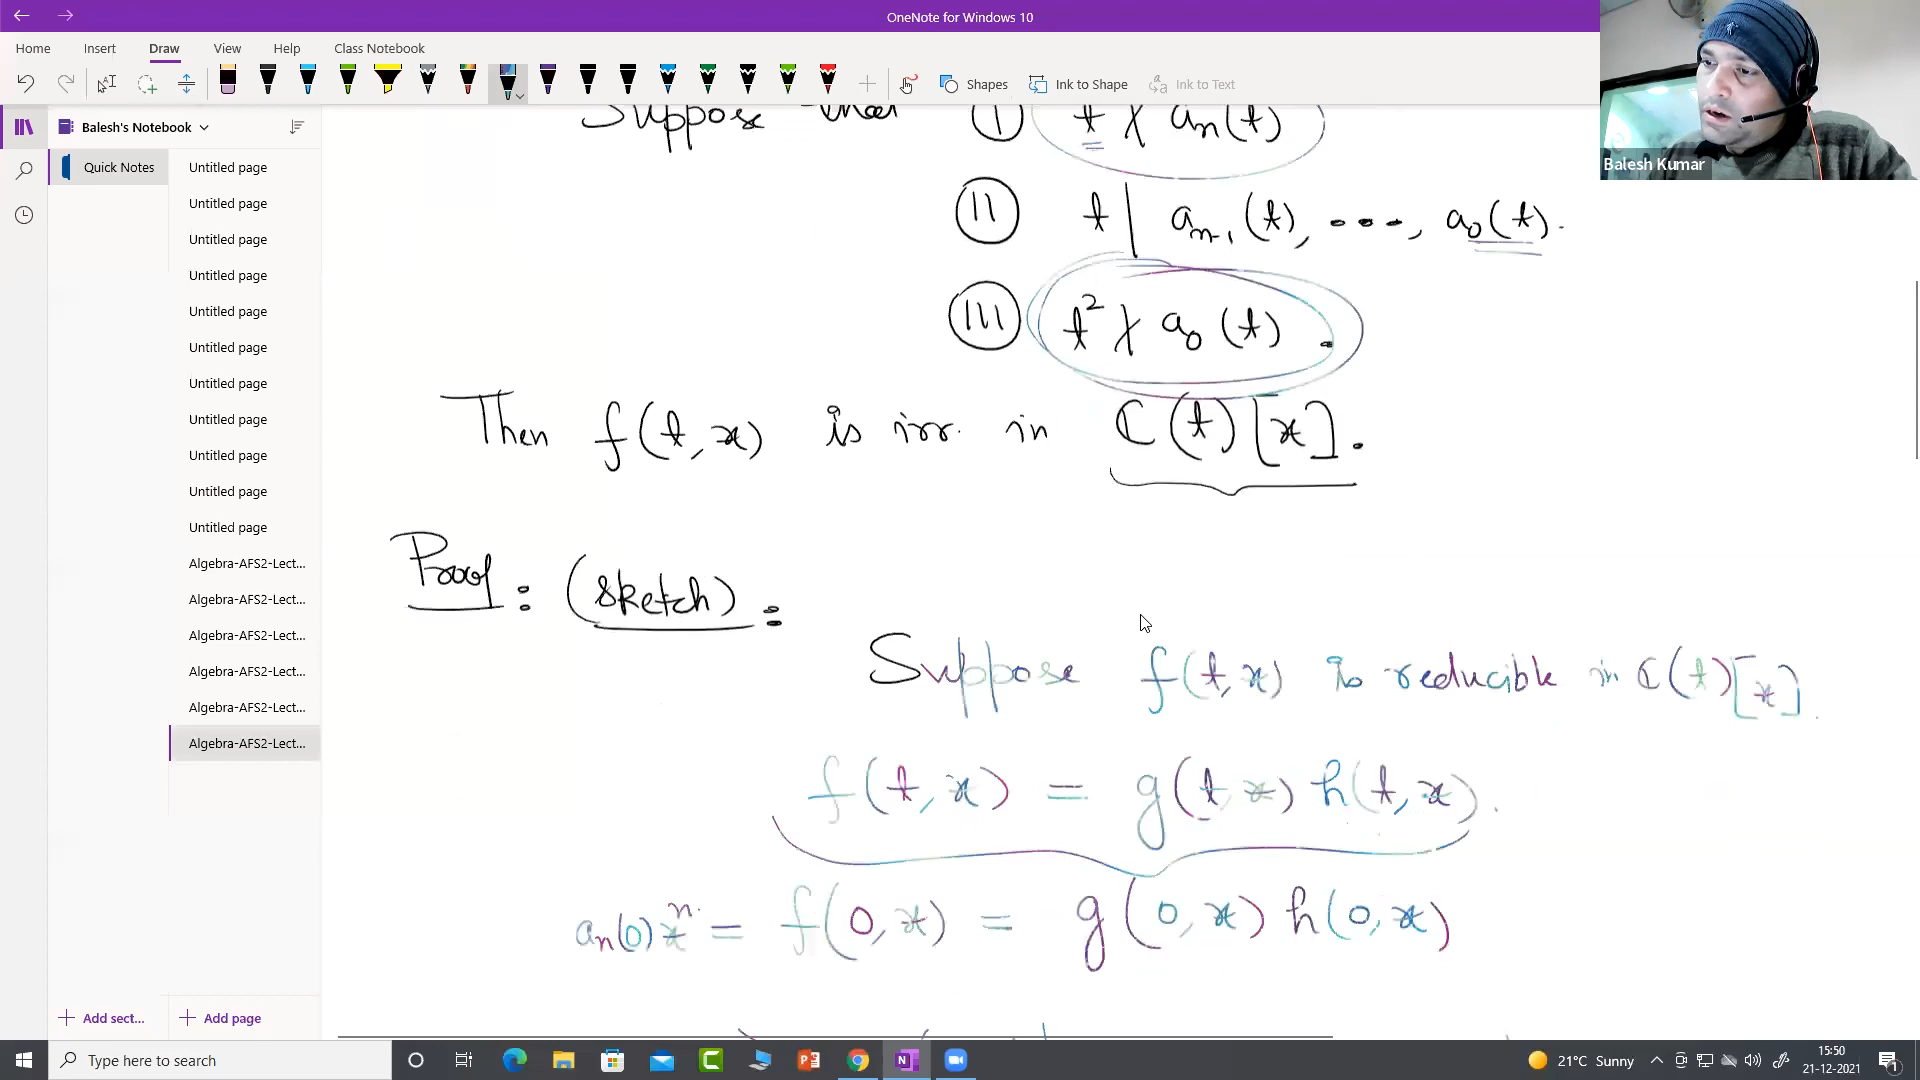 OneNote for Windows 10
Home Insert Draw View Help Class Notebook
Shapes Ink to Shape Ink to Text
Balesh Kumar
Balesh's Notebook
Quick Notes
Untitled page
Untitled page
Untitled page
Untitled page
Untitled page
Untitled page
Untitled page
Untitled page
Untitled page
Untitled page
Untitled page
Algebra-AFS2-Lect...
Algebra-AFS2-Lect...
Algebra-AFS2-Lect...
Algebra-AFS2-Lect...
Algebra-AFS2-Lect...
Algebra-AFS2-Lect...
Add sect...
Add page
Suppose that (I) t ∤ aₙ(t)
(II) t | aₙ₋₁(t), ----, a₀(t).
(III) t² ∤ a₀(t).
Then f(t,x) is irr. in ℂ(t)[x].
Proof: (sketch):
Suppose f(t,x) is reducible in ℂ(t)[x].
f(t,x) = g(t,x) h(t,x).
aₙ(0)xⁿ = f(0,x) = g(0,x) h(0,x)
Type here to search
21°C Sunny
15:50
21-12-2021
1